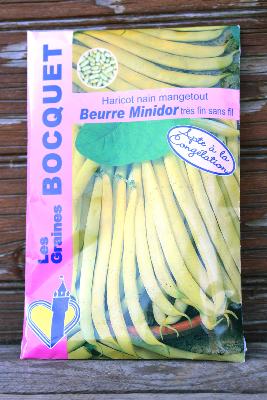 Haricot nain mangetout
Beurre Minidor très fin sans fil
Apte à la
Congélation
Les
Graines
BOCQUET